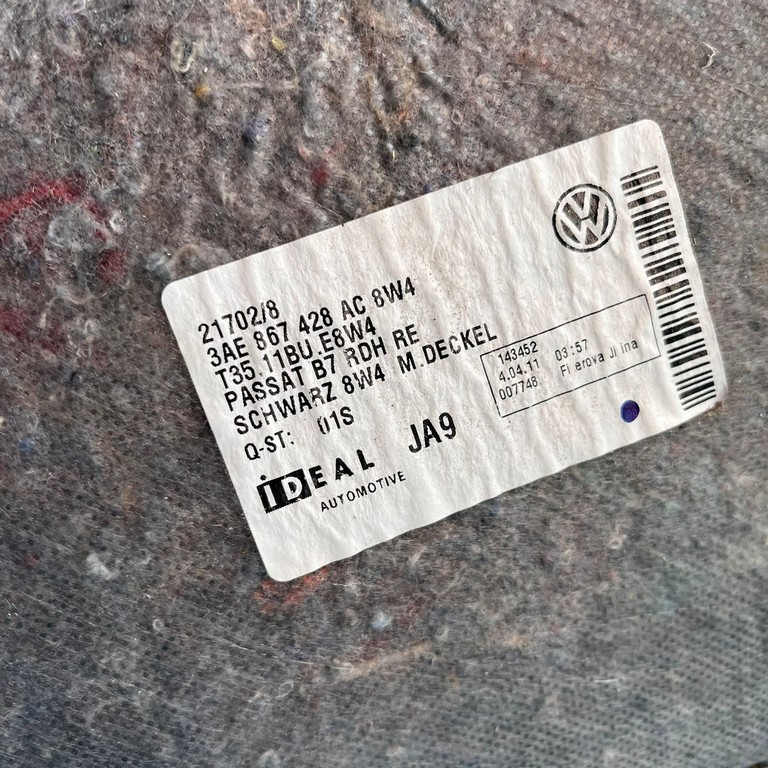 21702/8
3AE 867 428 AC 8W4
T35.11BU.E8W4
PASSAT B7 RDH RE
SCHWARZ 8W4 M.DECKEL
Q-ST: 01S
JA9
143452 03:57
4.04.11
007748
iDEAL
AUTOMOTIVE
VW